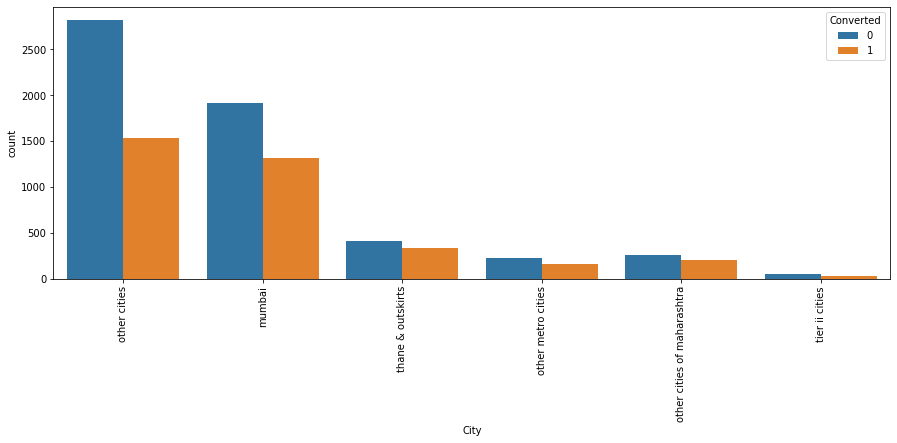 Converted
0
1
count
2500
2000
1500
1000
500
0
other cities
mumbai
thane & outskirts
other metro cities
other cities of maharashtra
tier ii cities
City